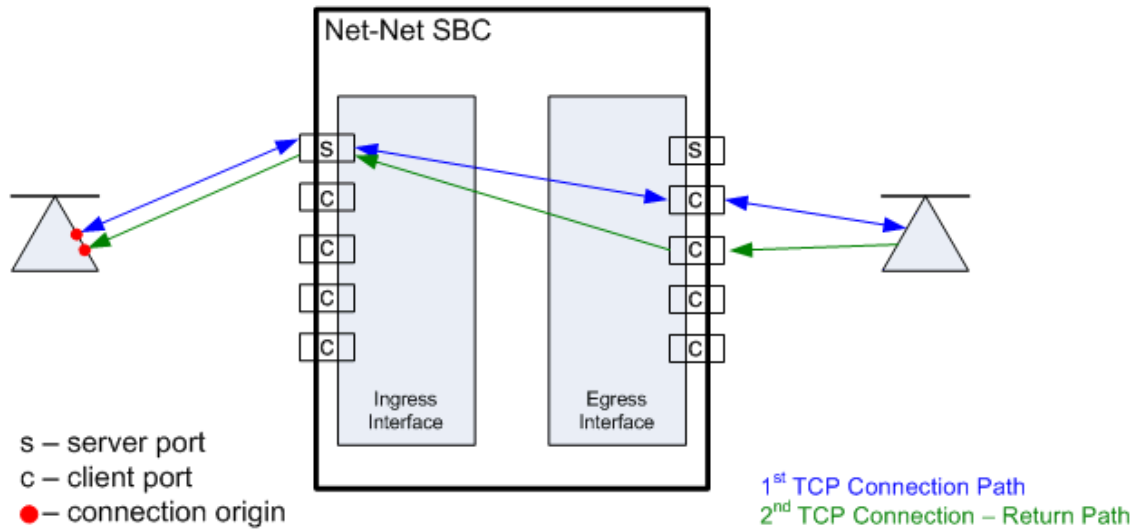 Net-Net SBC
S
C
C
C
C
S
C
C
C
C
Ingress
Interface
Egress
Interface
s – server port
c – client port
– connection origin
1st TCP Connection Path
2nd TCP Connection – Return Path